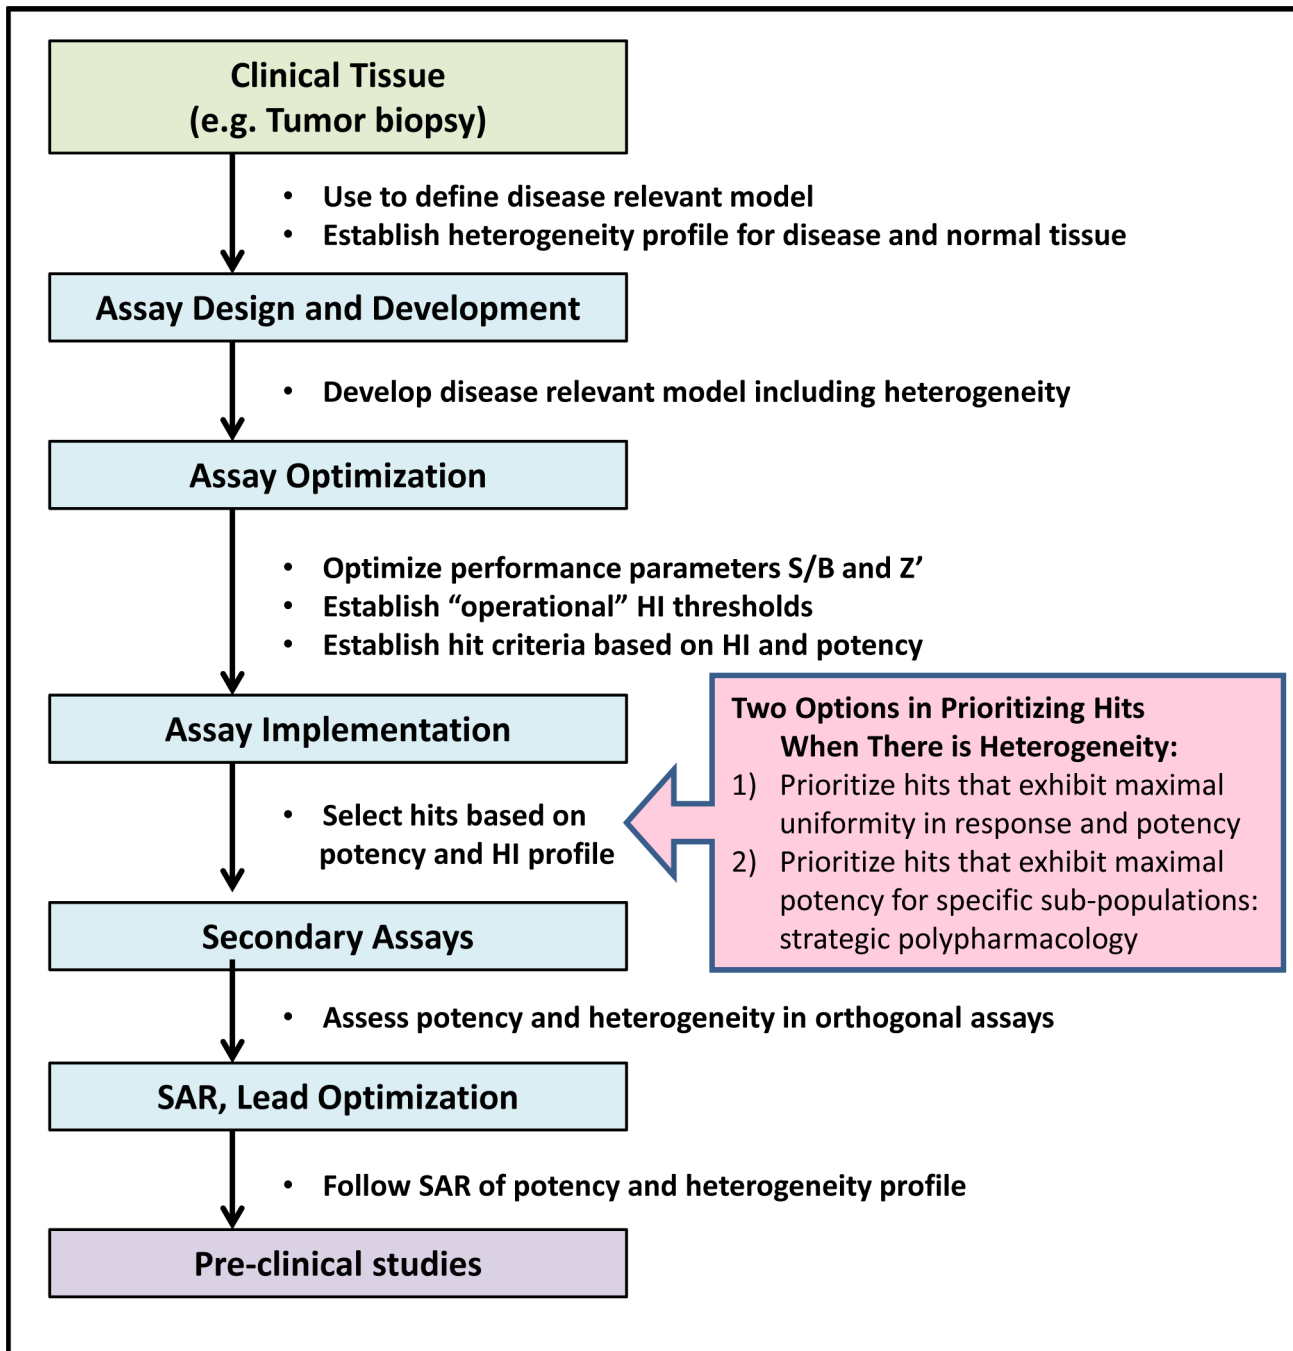 Clinical Tissue
(e.g. Tumor biopsy)
• Use to define disease relevant model
• Establish heterogeneity profile for disease and normal tissue
Assay Design and Development
• Develop disease relevant model including heterogeneity
Assay Optimization
• Optimize performance parameters S/B and Z’
• Establish “operational” HI thresholds
• Establish hit criteria based on HI and potency
Assay Implementation
• Select hits based on
potency and HI profile
Two Options in Prioritizing Hits
When There is Heterogeneity:
1) Prioritize hits that exhibit maximal
uniformity in response and potency
2) Prioritize hits that exhibit maximal
potency for specific sub-populations:
strategic polypharmacology
Secondary Assays
• Assess potency and heterogeneity in orthogonal assays
SAR, Lead Optimization
• Follow SAR of potency and heterogeneity profile
Pre-clinical studies